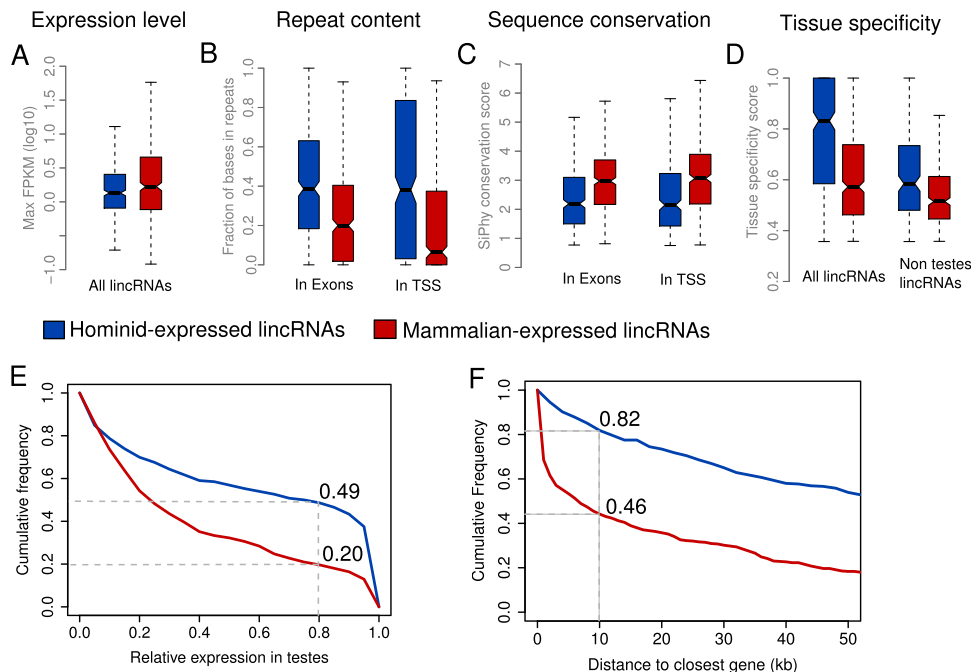 Expression level
Repeat content
Sequence conservation
Tissue specificity
A
Max FPKM (log10)
2.0
1.5
1.0
0.5
0.0
−1.0
All lincRNAs
B
Fraction of bases in repeats
1.0
0.8
0.6
0.4
0.2
0.0
In Exons
In TSS
C
SiPhy conservation score
7
6
5
4
3
2
1
0
In Exons
In TSS
D
Tissue specificity score
1.0
0.8
0.6
0.4
0.2
All lincRNAs
Non testes
lincRNAs
Hominid-expressed lincRNAs
Mammalian-expressed lincRNAs
E
Cumulative frequency
1.0
0.8
0.6
0.4
0.2
0.0
0.49
0.20
0.0
0.2
0.4
0.6
0.8
1.0
Relative expression in testes
F
Cumulative Frequency
1.0
0.8
0.6
0.4
0.2
0.0
0.82
0.46
0
10
20
30
40
50
Distance to closest gene (kb)